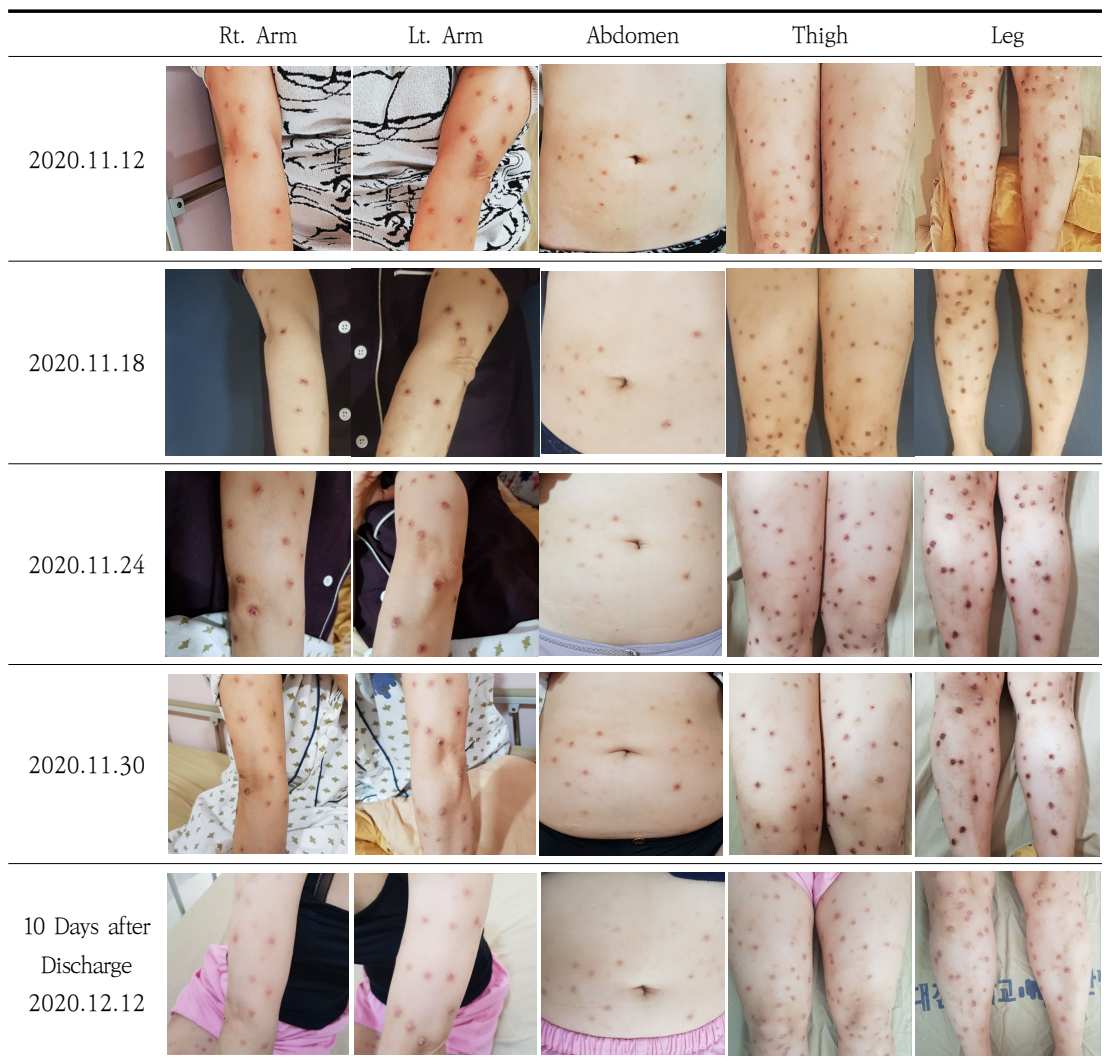 Rt. Arm
Lt. Arm
Abdomen
Thigh
Leg
2020.11.12
2020.11.18
2020.11.24
2020.11.30
10 Days after
Discharge
2020.12.12